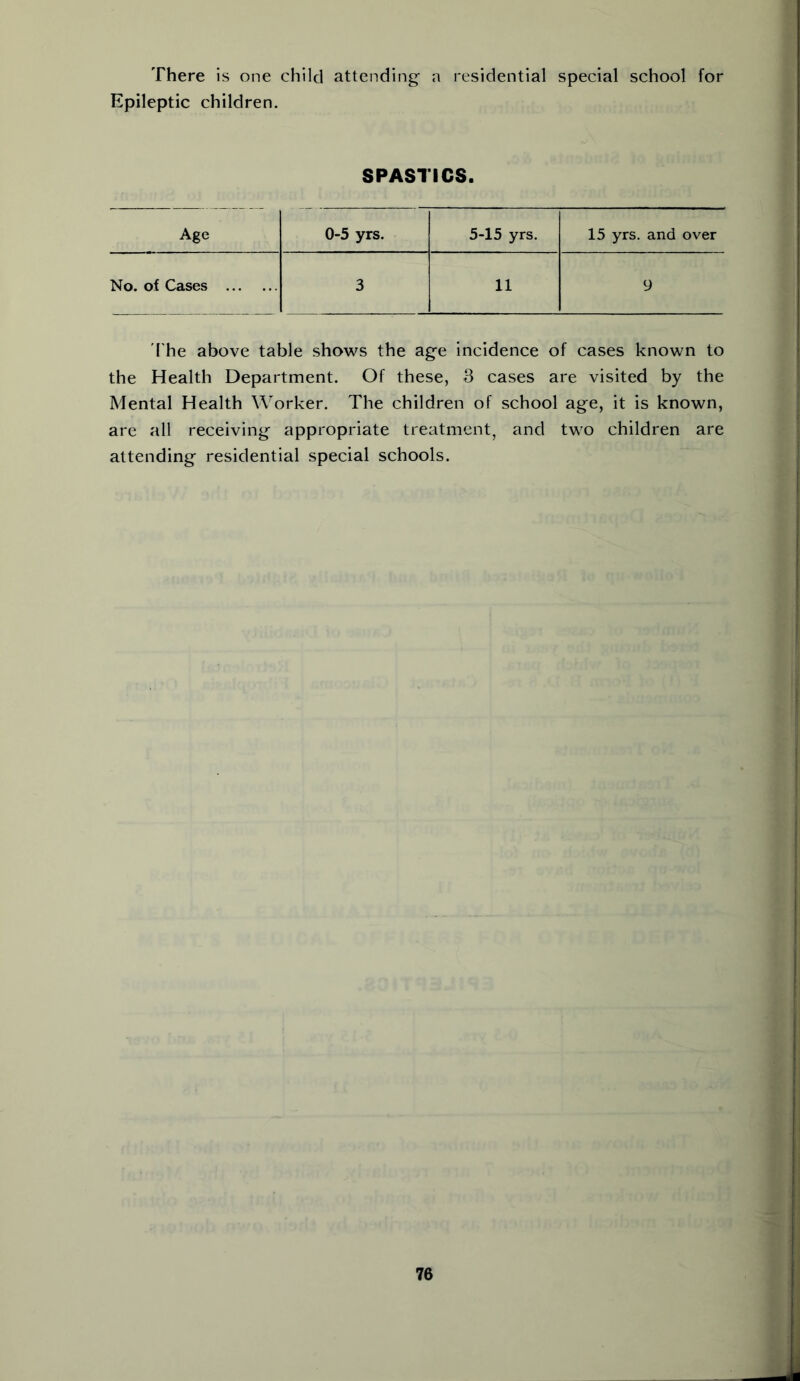 There is one child attending a residential special school for
Epileptic children.
SPASTICS.
Age 0-5 yrs. 5-15 yrs. 15 yrs. and over
No. of Cases ... ... 3 11 9
The above table shows the age incidence of cases known to
the Health Department. Of these, 3 cases are visited by the
Mental Health Worker. The children of school age, it is known,
are all receiving appropriate treatment, and two children are
attending residential special schools.
76